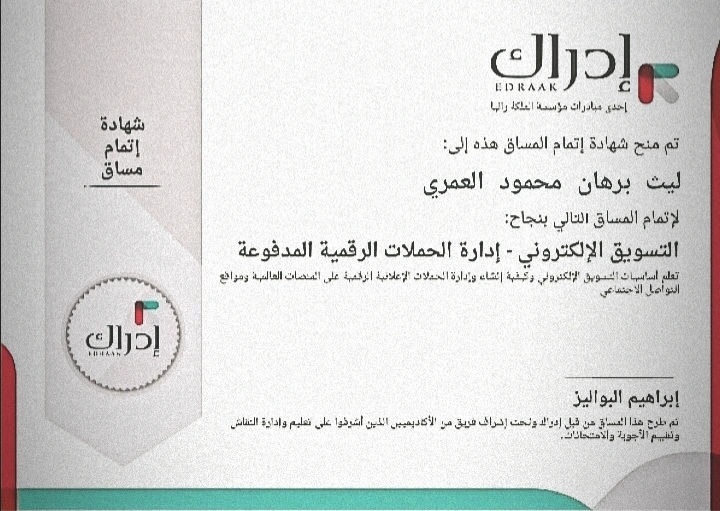 إدراك
EDRAAK
إحدى مبادرات مؤسسة الملكة رانيا
شهادة
إتمام
مساق
تم منح شهادة إتمام المساق هذه إلى:
ليث برهان محمود العمري
لإتمام المساق التالي بنجاح:
التسويق الإلكتروني - إدارة الحملات الرقمية المدفوعة
تعلم أساسيات التسويق الإلكتروني وكيفية إنشاء وإدارة الحملات الإعلانية الرقمية على المنصات العالمية ومواقع
التواصل الاجتماعي
إدراك
EDRAAK
إبراهيم البواليز
تم طرح هذا المساق من قبل إدراك وتحت إشراف فريق من الأكاديميين الذين أشرفوا على تعليم وإدارة النقاش
وتقييم الأجوبة والامتحانات.